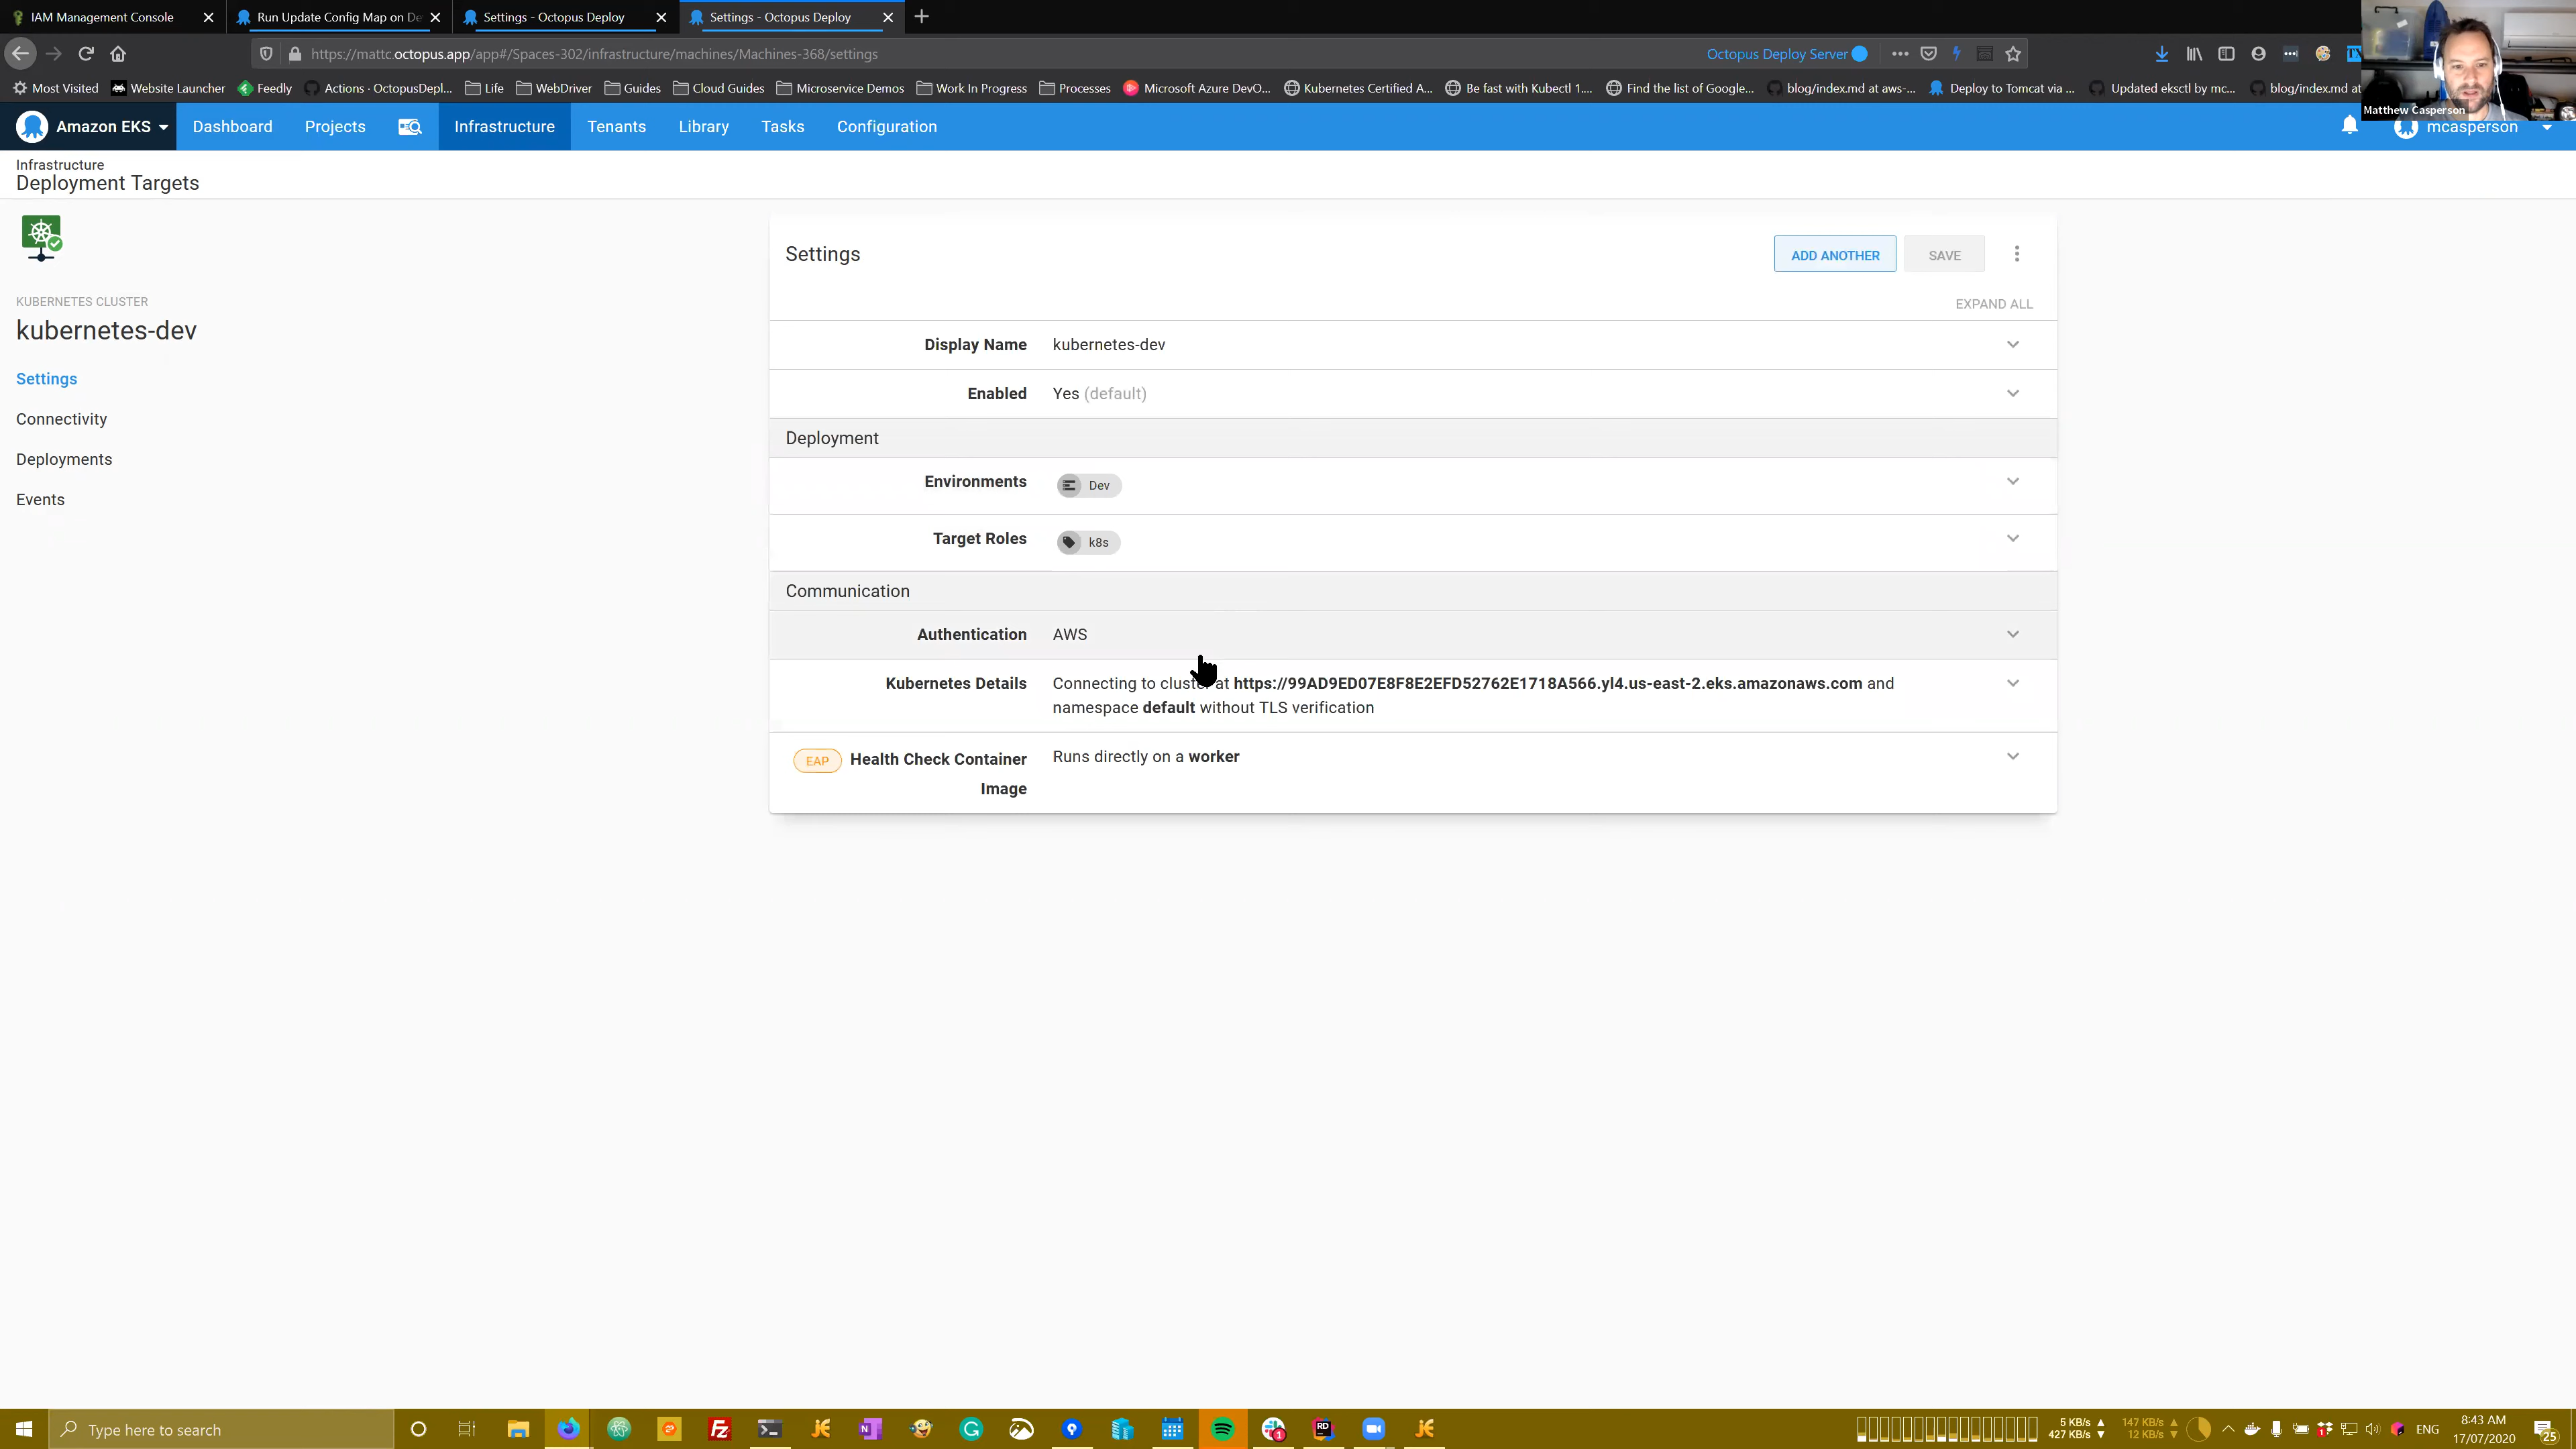 IAM Management Console
Run Update Config Map on De
Settings - Octopus Deploy
Settings - Octopus Deploy
https://mattc.octopus.app/app#/Spaces-302/infrastructure/machines/Machines-368/settings
Octopus Deploy Server
Most Visited
Website Launcher
Feedly
Actions · OctopusDepl...
Life
WebDriver
Guides
Cloud Guides
Microservice Demos
Work In Progress
Processes
Microsoft Azure DevO...
Kubernetes Certified A...
Be fast with Kubectl 1....
Find the list of Google...
blog/index.md at aws-...
Deploy to Tomcat via ...
Updated eksctl by mc...
blog/index.md at
Matthew Casperson
Amazon EKS
Dashboard
Projects
Infrastructure
Tenants
Library
Tasks
Configuration
mcasperson
Infrastructure
Deployment Targets
KUBERNETES CLUSTER
kubernetes-dev
Settings
Connectivity
Deployments
Events
Settings
ADD ANOTHER
SAVE
EXPAND ALL
Display Name kubernetes-dev
Enabled Yes (default)
Deployment
Environments Dev
Target Roles k8s
Communication
Authentication AWS
Kubernetes Details Connecting to cluster at https://99AD9ED07E8F8E2EFD52762E1718A566.yl4.us-east-2.eks.amazonaws.com and
namespace default without TLS verification
EAP Health Check Container Runs directly on a worker
Image
Type here to search
5 KB/s
427 KB/s
147 KB/s
12 KB/s
ENG
8:43 AM
17/07/2020
25